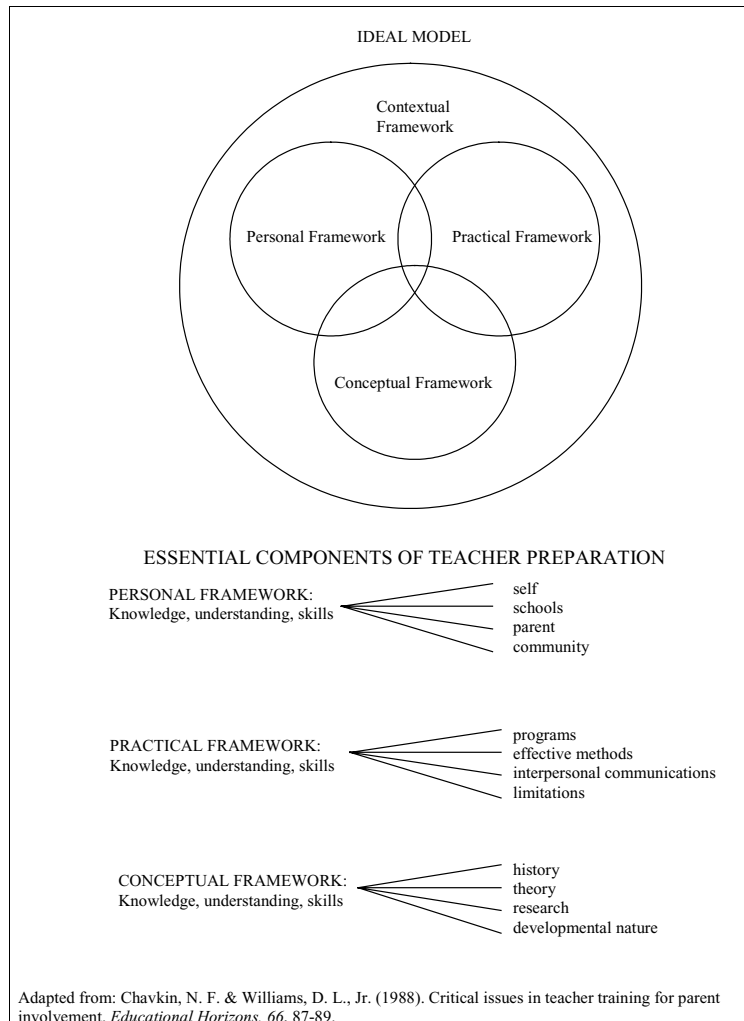 IDEAL MODEL
Contextual
Framework
Personal Framework
Practical Framework
Conceptual Framework
ESSENTIAL COMPONENTS OF TEACHER PREPARATION
PERSONAL FRAMEWORK:
Knowledge, understanding, skills
self
schools
parent
community
PRACTICAL FRAMEWORK:
Knowledge, understanding, skills
programs
effective methods
interpersonal communications
limitations
CONCEPTUAL FRAMEWORK:
Knowledge, understanding, skills
history
theory
research
developmental nature
Adapted from: Chavkin, N. F. & Williams, D. L., Jr. (1988). Critical issues in teacher training for parent
involvement. Educational Horizons, 66, 87-89.